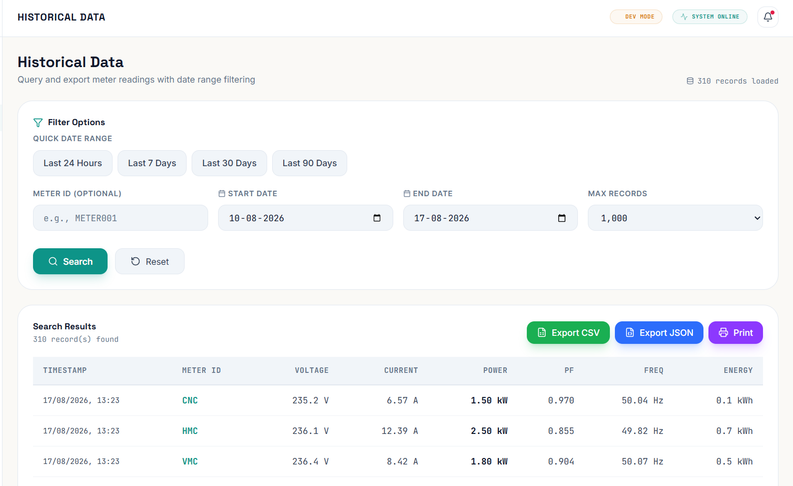 HISTORICAL DATA
DEV MODE
SYSTEM ONLINE
Historical Data
Query and export meter readings with date range filtering
310 records loaded
Filter Options
QUICK DATE RANGE
Last 24 Hours
Last 7 Days
Last 30 Days
Last 90 Days
METER ID (OPTIONAL)
START DATE
END DATE
MAX RECORDS
e.g., METER001
10-08-2026
17-08-2026
1,000
Search
Reset
Search Results
310 record(s) found
Export CSV
Export JSON
Print
TIMESTAMP METER ID VOLTAGE CURRENT POWER PF FREQ ENERGY
17/08/2026, 13:23 CNC 235.2 V 6.57 A 1.50 kW 0.970 50.04 Hz 0.1 kWh
17/08/2026, 13:23 HMC 236.1 V 12.39 A 2.50 kW 0.855 49.82 Hz 0.7 kWh
17/08/2026, 13:23 VMC 236.4 V 8.42 A 1.80 kW 0.904 50.07 Hz 0.5 kWh